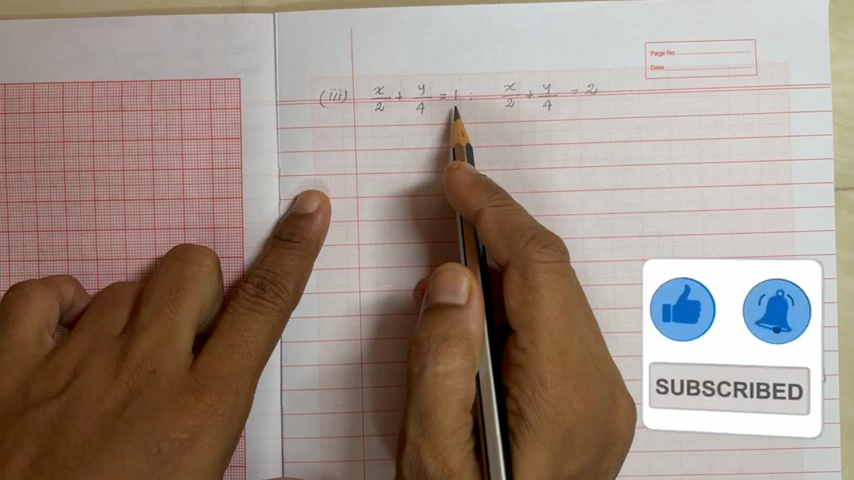 Page No
Date
(iii) x/2 + y/4 = 1 ; x/2 + y/4 = 2
SUBSCRIBED